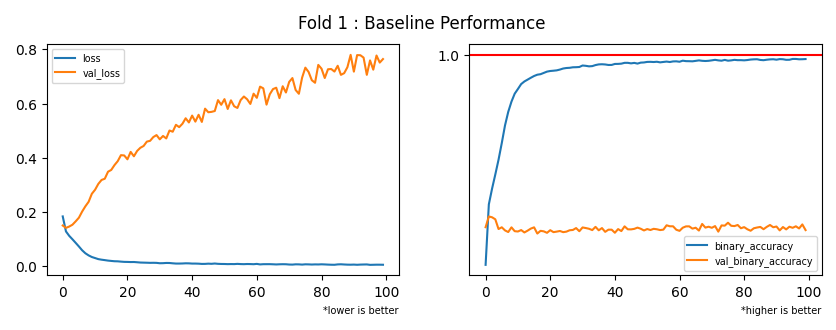 Fold 1 : Baseline Performance
0.8
0.6
0.4
0.2
0.0
loss
val_loss
0 20 40 60 80 100
*lower is better
1.0
binary_accuracy
val_binary_accuracy
0 20 40 60 80 100
*higher is better